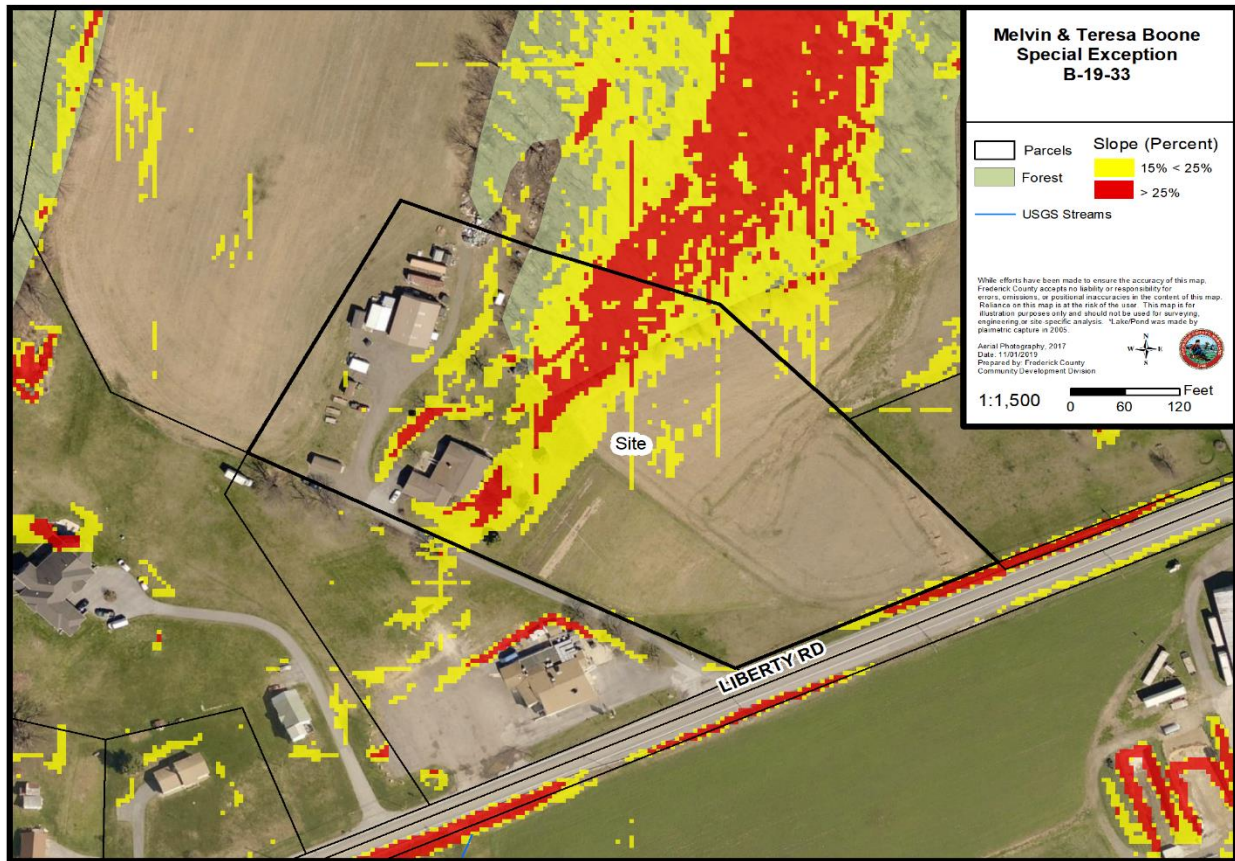 Melvin & Teresa Boone
Special Exception
B-19-33
Parcels
Forest
USGS Streams
Slope (Percent)
15% < 25%
> 25%
While efforts have been made to ensure the accuracy of this map,
Frederick County accepts no liability or responsibility for
errors, omissions, or positional inaccuracies in the content of this map.
Reliance on this map is at the risk of the user. This map is for
illustration purposes only and should not be used for surveying,
engineering, or site-specific analysis. *Lake/Pond was made by
planimetric capture in 2005.
Aerial Photography, 2017
Date: 11/01/2019
Prepared by: Frederick County
Community Development Division
N
W
E
S
1:1,500
Feet
0 60 120
Site
LIBERTY RD